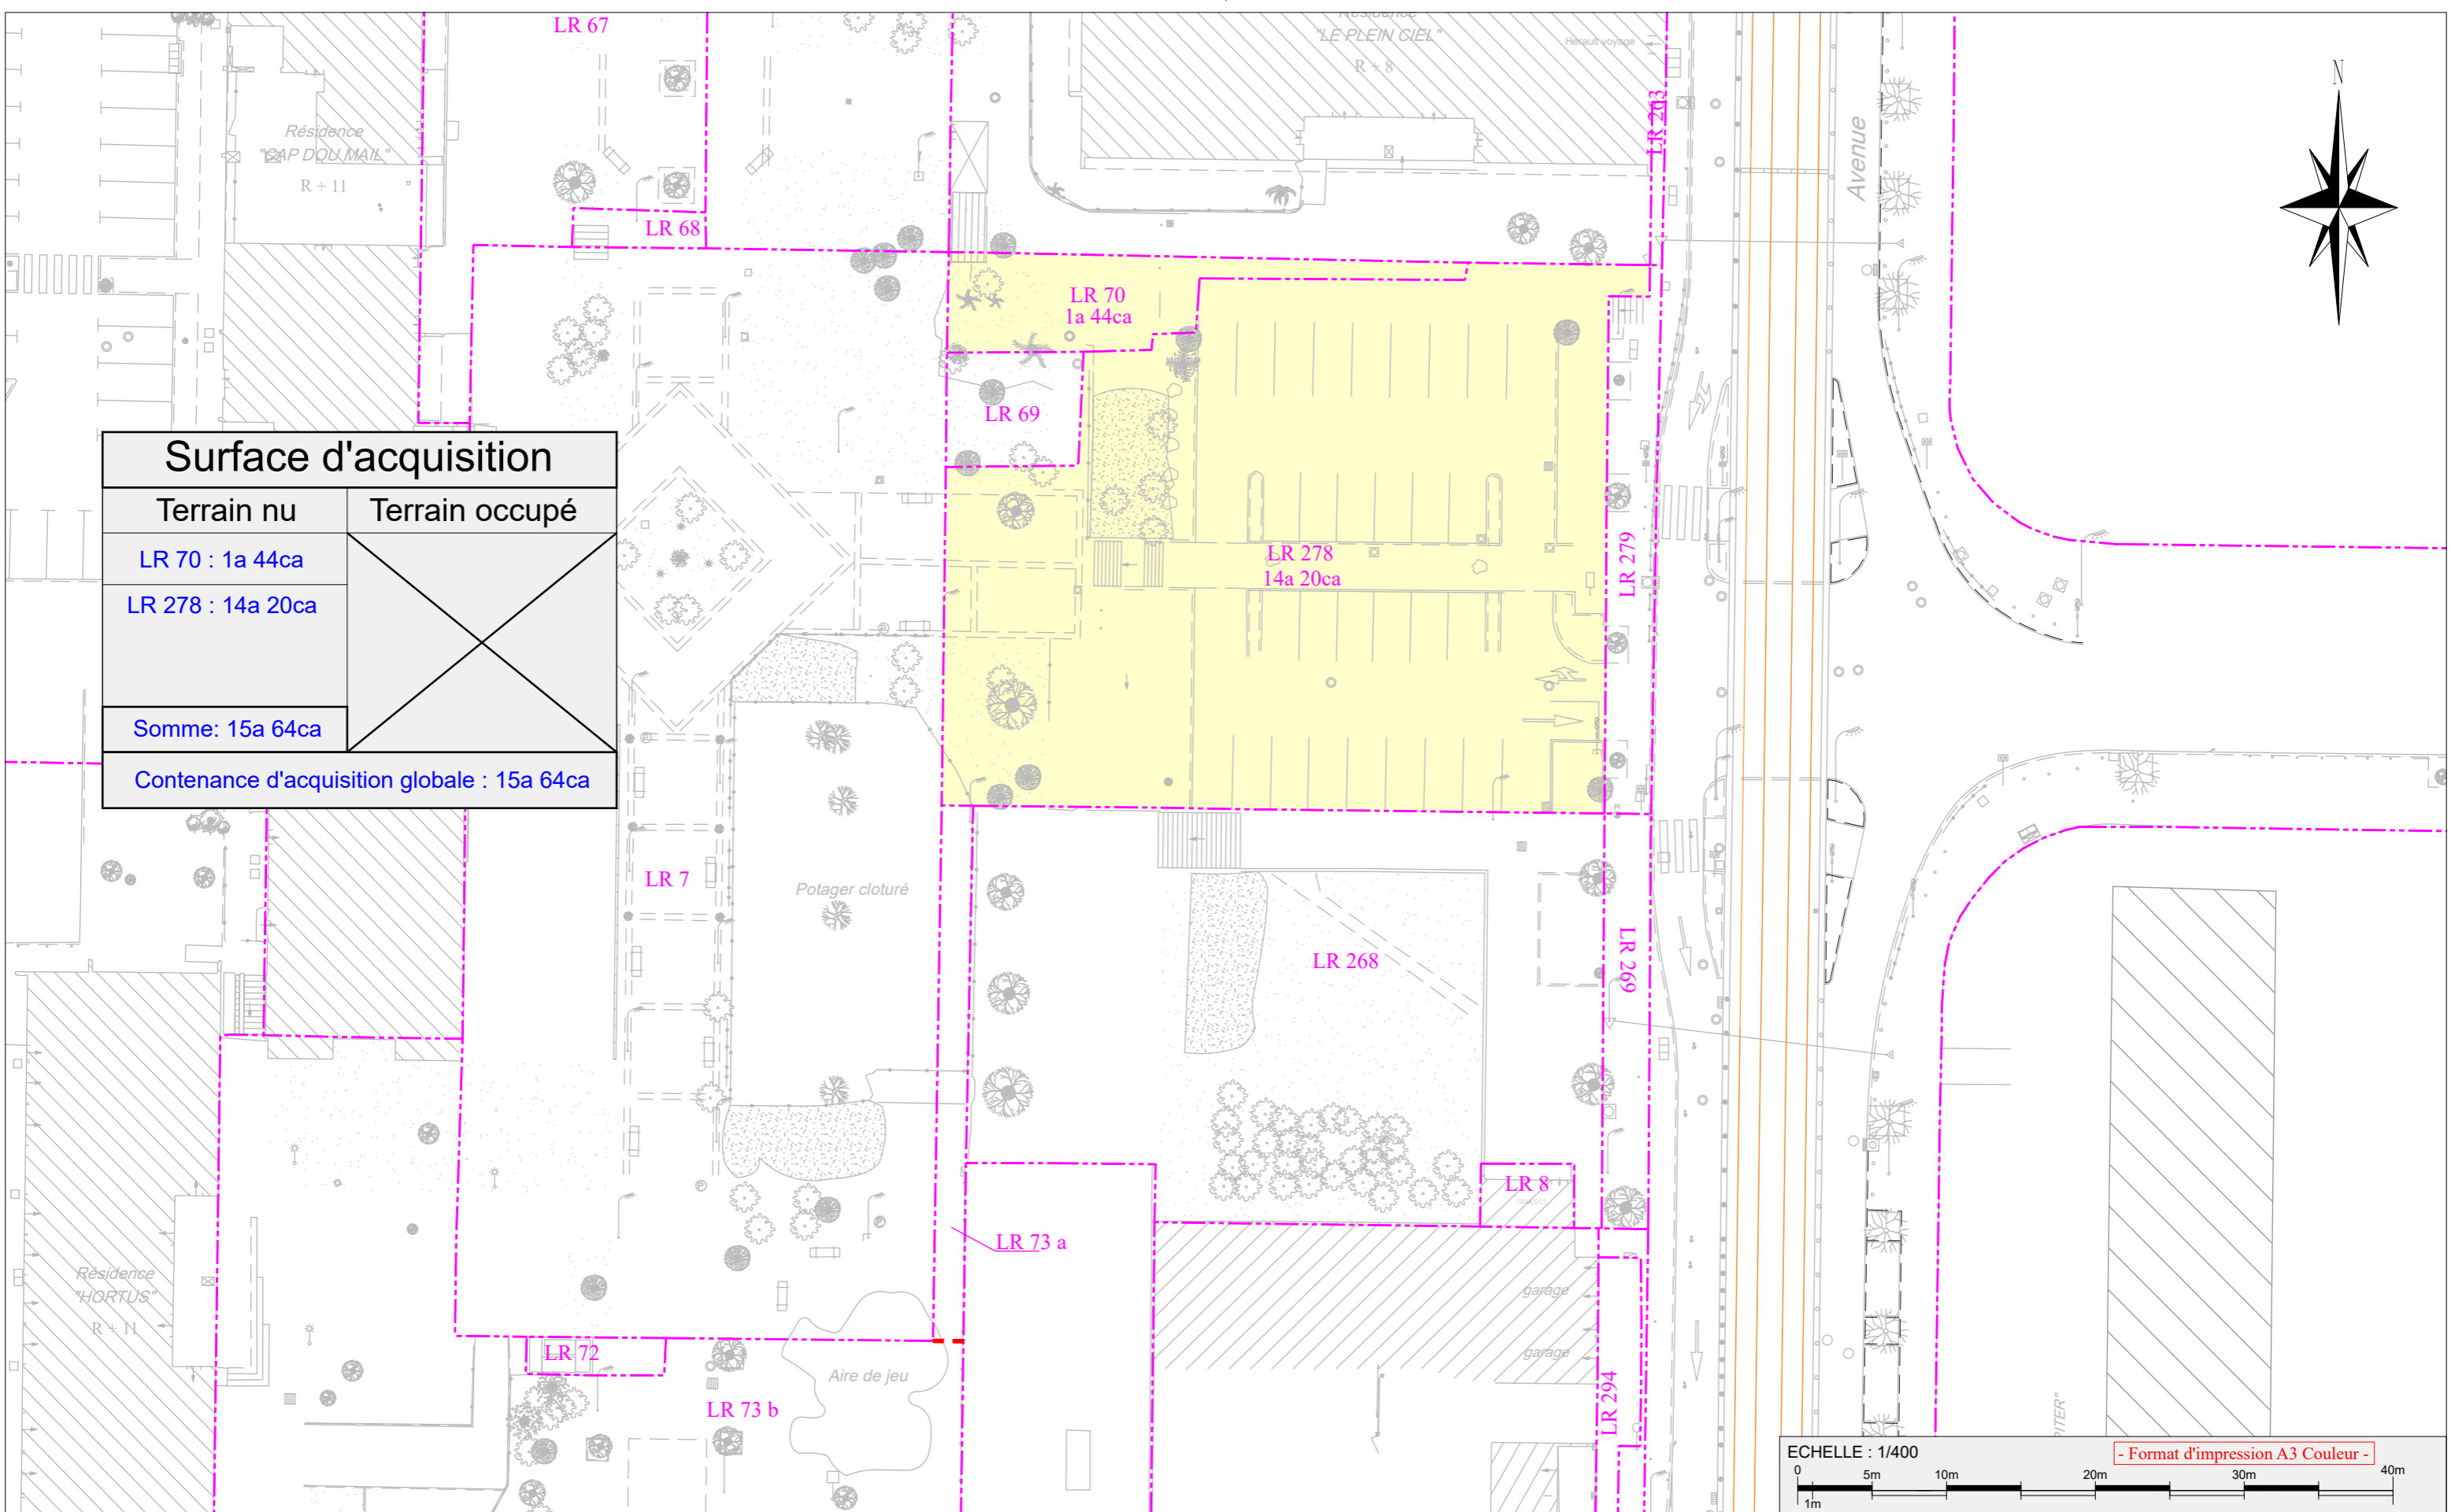 LR 67
Résidence
"LE PLEIN CIEL"
R + 8
Herault voyage
LR 263
Avenue
N
Résidence
"CAP DOU MAIL"
R + 11
LR 68
LR 70
1a 44ca
LR 69
Surface d'acquisition
Terrain nu
Terrain occupé
LR 70 : 1a 44ca
LR 278 : 14a 20ca
Somme: 15a 64ca
Contenance d'acquisition globale : 15a 64ca
LR 278
14a 20ca
LR 279
LR 7
Potager cloturé
LR 268
LR 269
LR 8
LR 73 a
Résidence
"HORTUS"
R + 11
garage
garage
LR 72
Aire de jeu
LR 73 b
LR 294
ECHELLE : 1/400
- Format d'impression A3 Couleur -
0 5m 10m 20m 30m 40m
1m